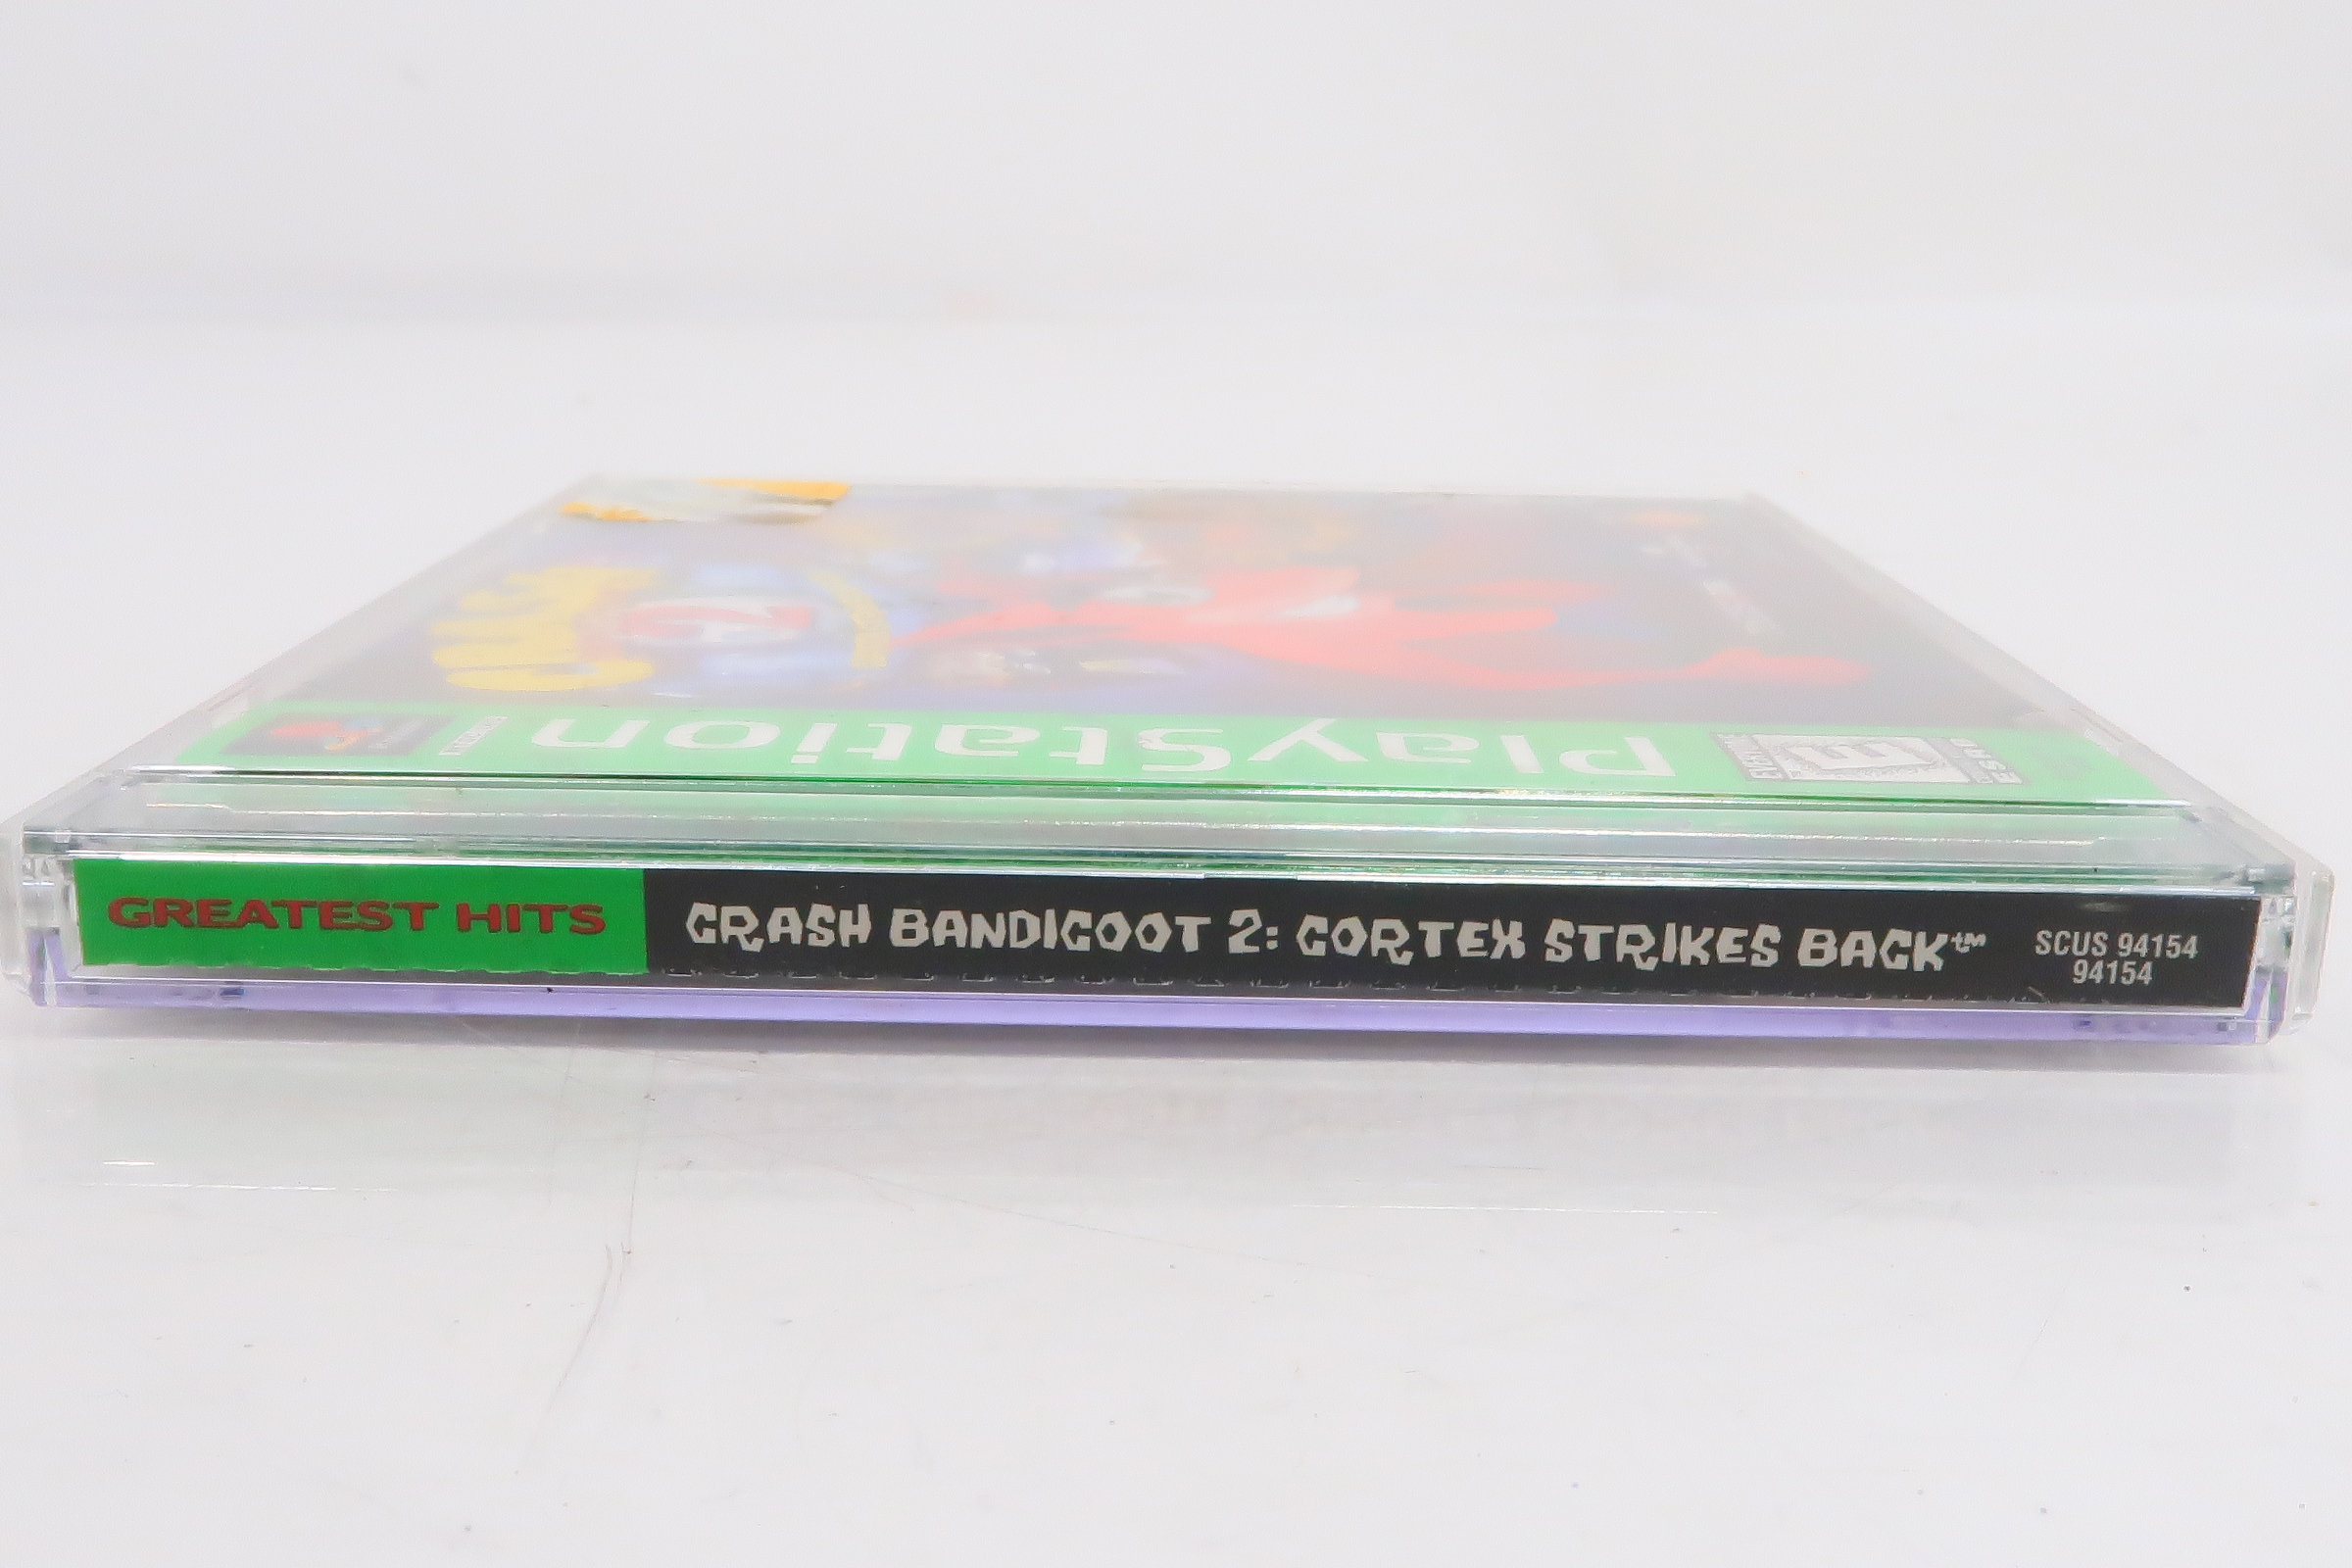 PlayStation
E
GREATEST HITS
CRASH BANDICOOT 2: CORTEX STRIKES BACK™
SCUS 94154
94154